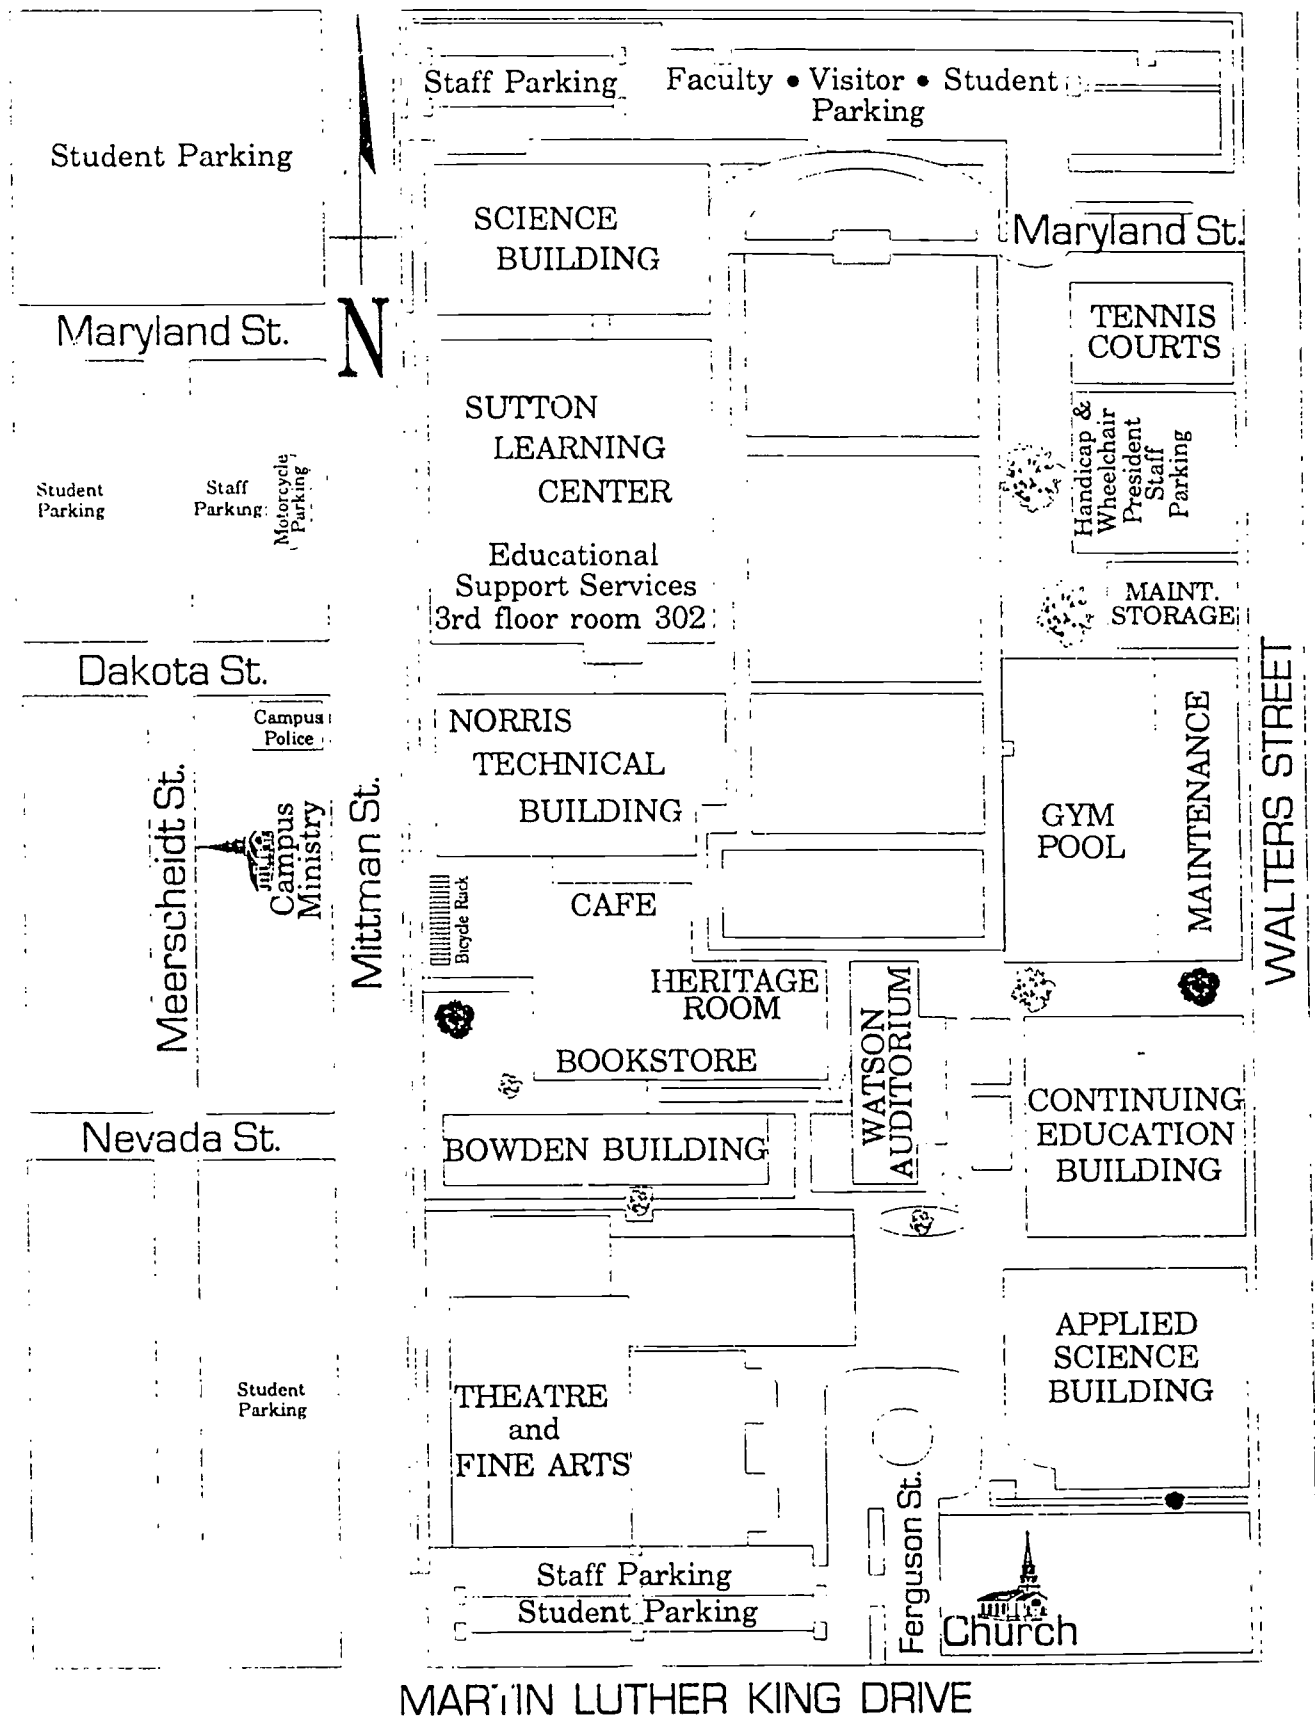 Staff Parking
Faculty • Visitor • Student
Parking
Student Parking
SCIENCE
BUILDING
Maryland St.
Maryland St.
N
TENNIS
COURTS
SUTTON
LEARNING
CENTER
Educational
Support Services
3rd floor room 302
Handicap &
Wheelchair
President
Staff
Parking
Student
Parking
Staff
Parking
Motorcycle
Parking
MAINT.
STORAGE
Dakota St.
Campus
Police
NORRIS
TECHNICAL
BUILDING
WALTERS STREET
MAINTENANCE
GYM
POOL
Meerscheidt St.
Campus
Ministry
Mittman St.
Bicycle Rack
CAFE
HERITAGE
ROOM
BOOKSTORE
WATSON
AUDITORIUM
CONTINUING
EDUCATION
BUILDING
Nevada St.
BOWDEN BUILDING
APPLIED
SCIENCE
BUILDING
Student
Parking
THEATRE
and
FINE ARTS
Ferguson St.
Staff Parking
Student Parking
Church
MARTIN LUTHER KING DRIVE